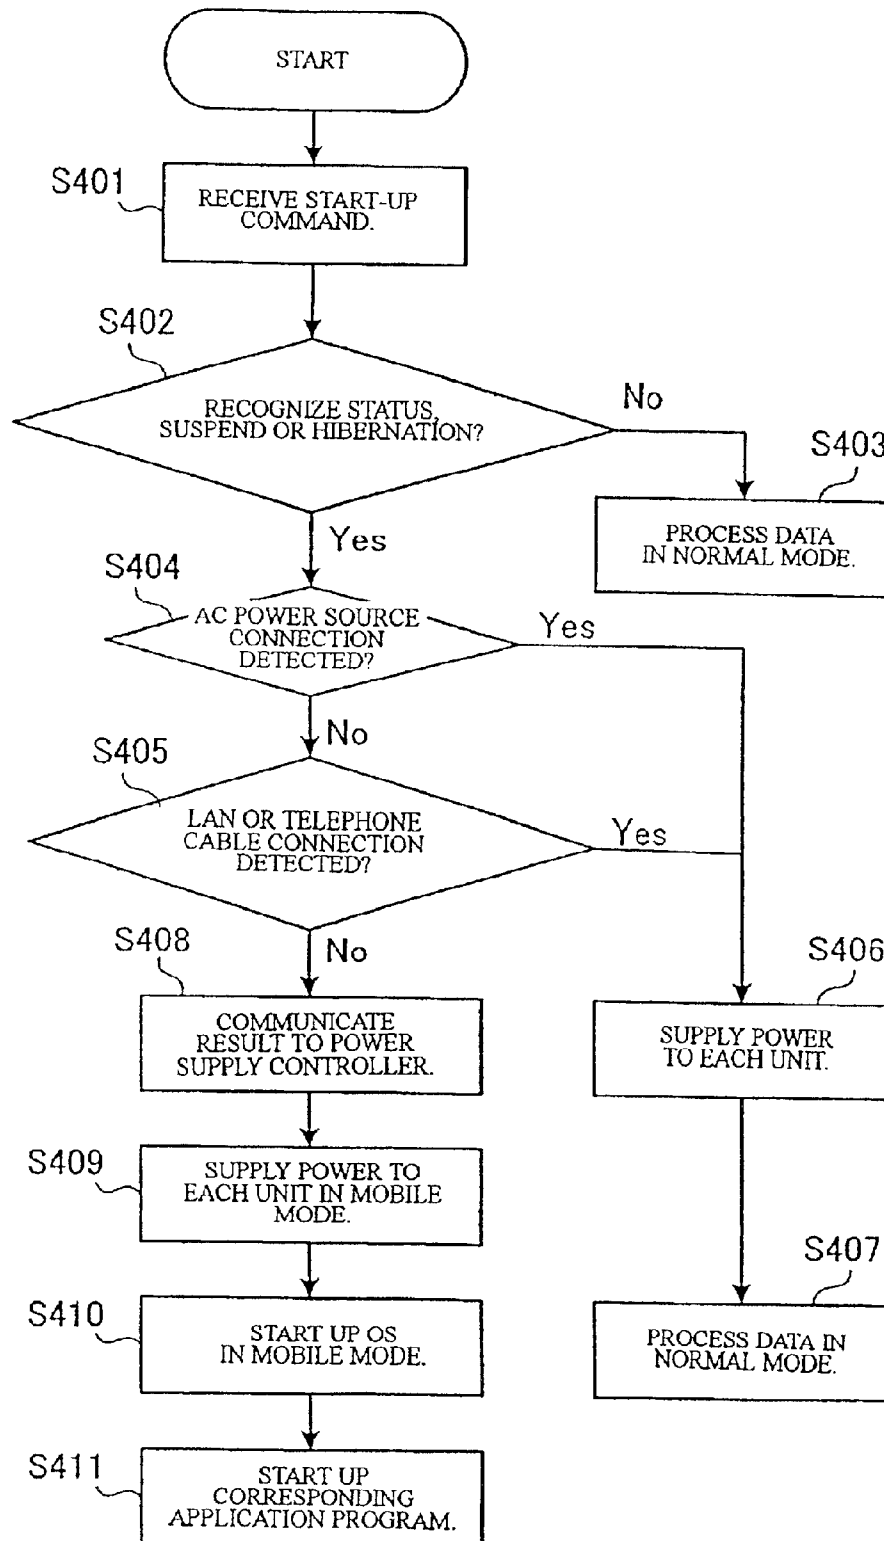 START
S401
RECEIVE START-UP
COMMAND.
S402
RECOGNIZE STATUS,
SUSPEND OR HIBERNATION?
No
S403
PROCESS DATA
IN NORMAL MODE.
Yes
S404
AC POWER SOURCE
CONNECTION
DETECTED?
Yes
No
S405
LAN OR TELEPHONE
CABLE CONNECTION
DETECTED?
Yes
No
S408
COMMUNICATE
RESULT TO POWER
SUPPLY CONTROLLER.
S406
SUPPLY POWER
TO EACH UNIT.
S409
SUPPLY POWER TO
EACH UNIT IN MOBILE
MODE.
S407
PROCESS DATA IN
NORMAL MODE.
S410
START UP OS
IN MOBILE MODE.
S411
START UP
CORRESPONDING
APPLICATION PROGRAM.